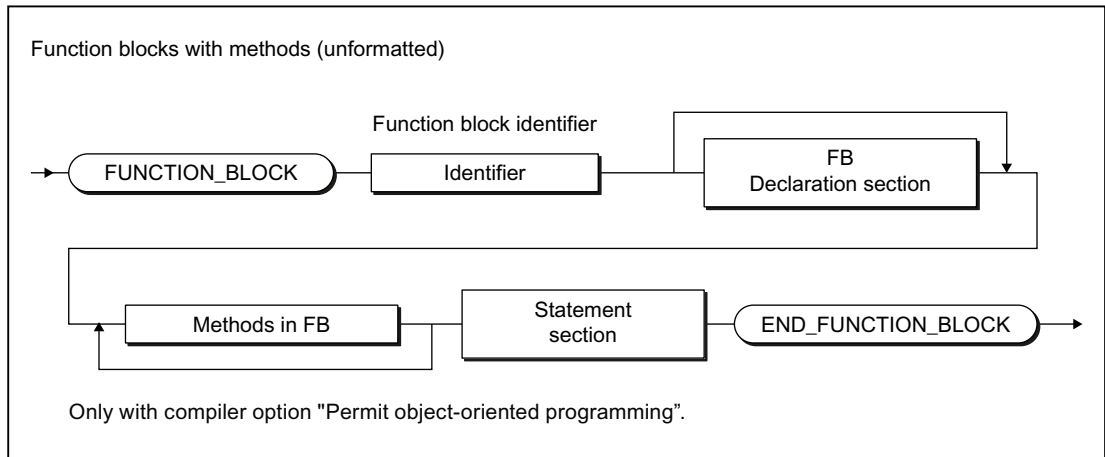 Function blocks with methods (unformatted)
Function block identifier
FUNCTION_BLOCK
Identifier
FB
Declaration section
Methods in FB
Statement
section
END_FUNCTION_BLOCK
Only with compiler option "Permit object-oriented programming”.